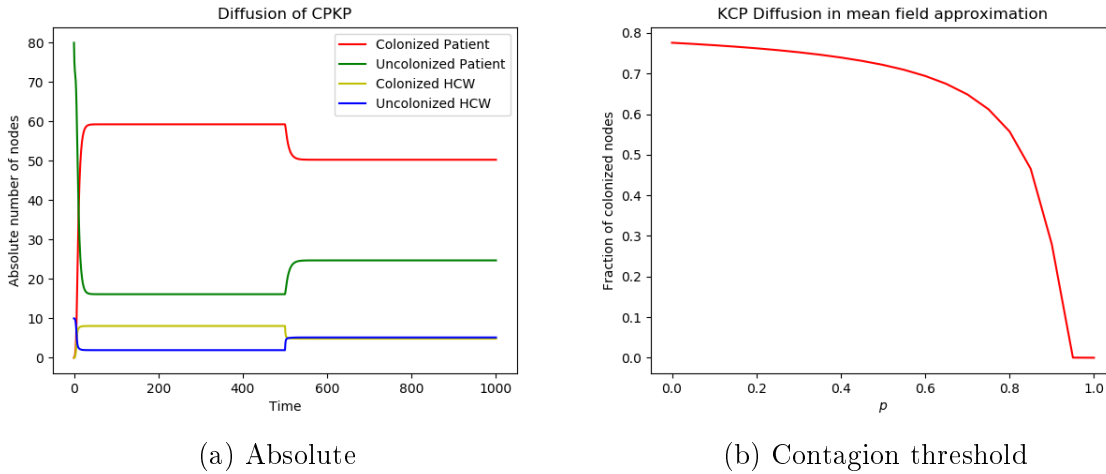 Diffusion of CPKP
Absolute number of nodes
80
70
60
50
40
30
20
10
0
Colonized Patient
Uncolonized Patient
Colonized HCW
Uncolonized HCW
0
200
400
600
800
1000
Time
(a) Absolute
KCP Diffusion in mean field approximation
Fraction of colonized nodes
0.8
0.7
0.6
0.5
0.4
0.3
0.2
0.1
0.0
0.0
0.2
0.4
0.6
0.8
1.0
p
(b) Contagion threshold